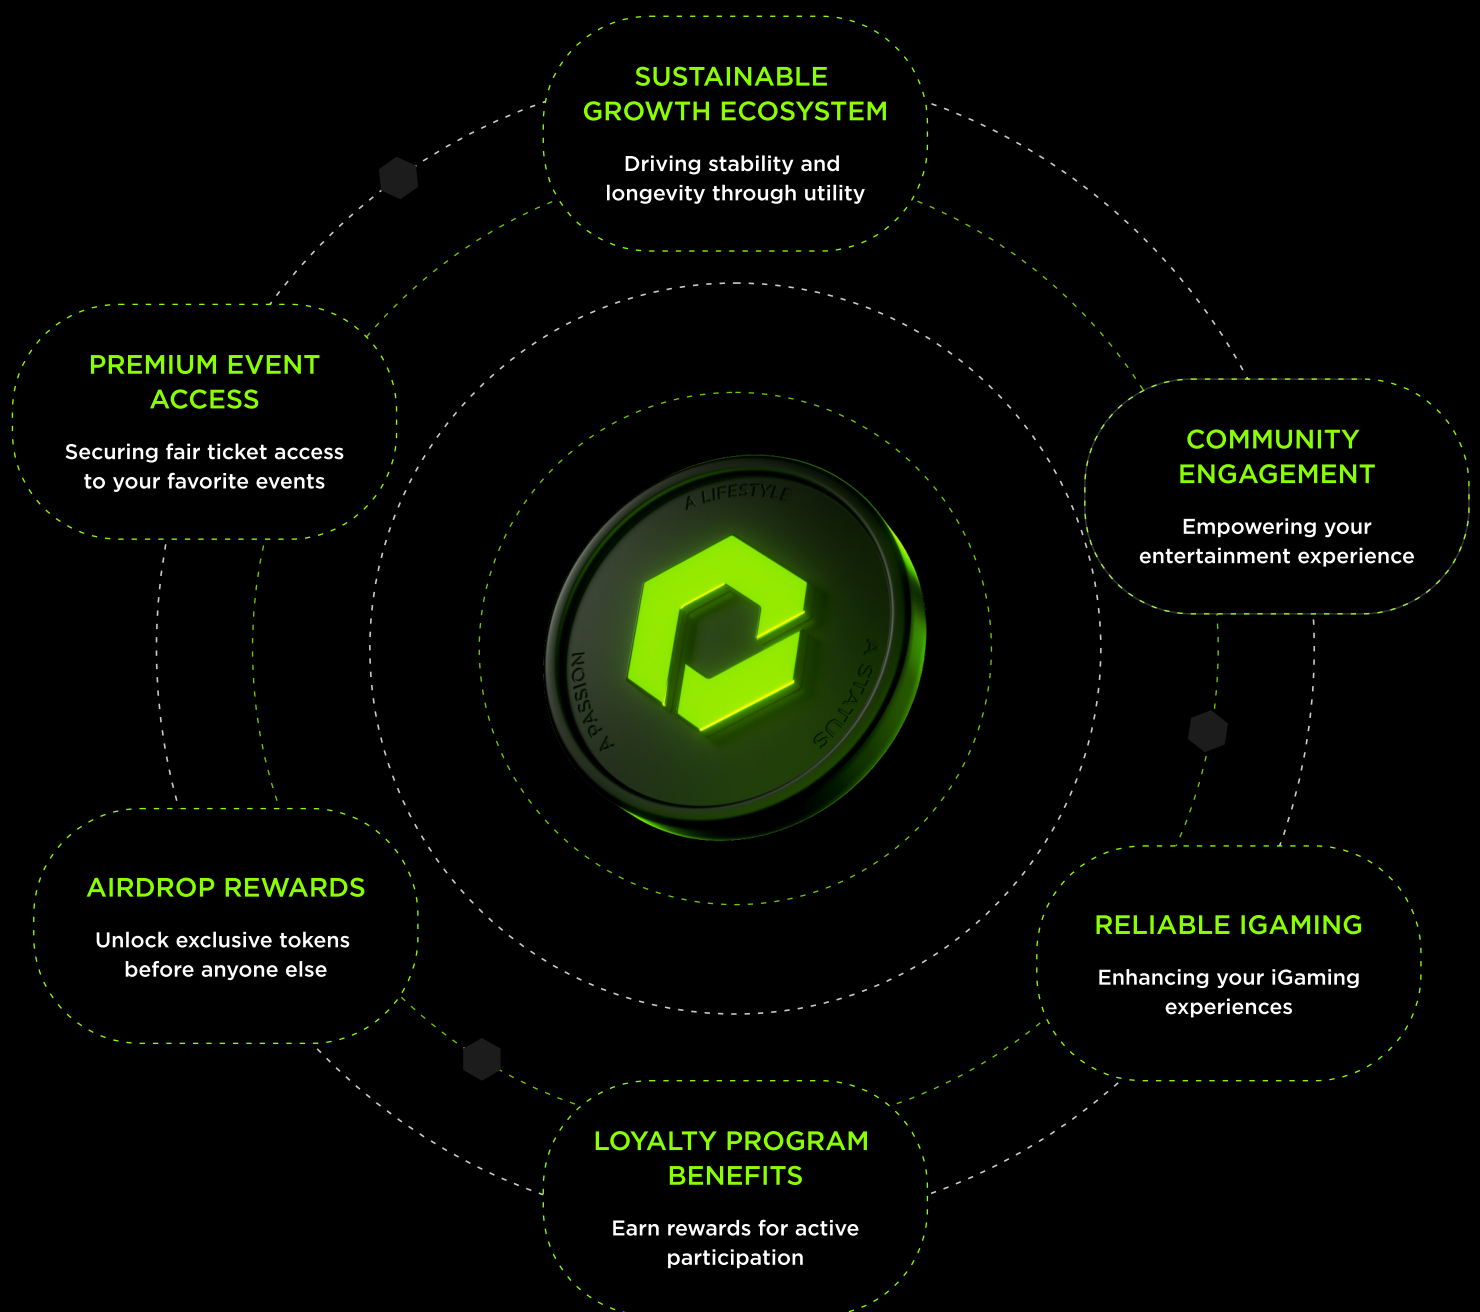 SUSTAINABLE
GROWTH ECOSYSTEM
Driving stability and
longevity through utility
PREMIUM EVENT
ACCESS
Securing fair ticket access
to your favorite events
COMMUNITY
ENGAGEMENT
Empowering your
entertainment experience
A LIFESTYLE
A PASSION
A STATUS
AIRDROP REWARDS
Unlock exclusive tokens
before anyone else
RELIABLE IGAMING
Enhancing your iGaming
experiences
LOYALTY PROGRAM
BENEFITS
Earn rewards for active
participation